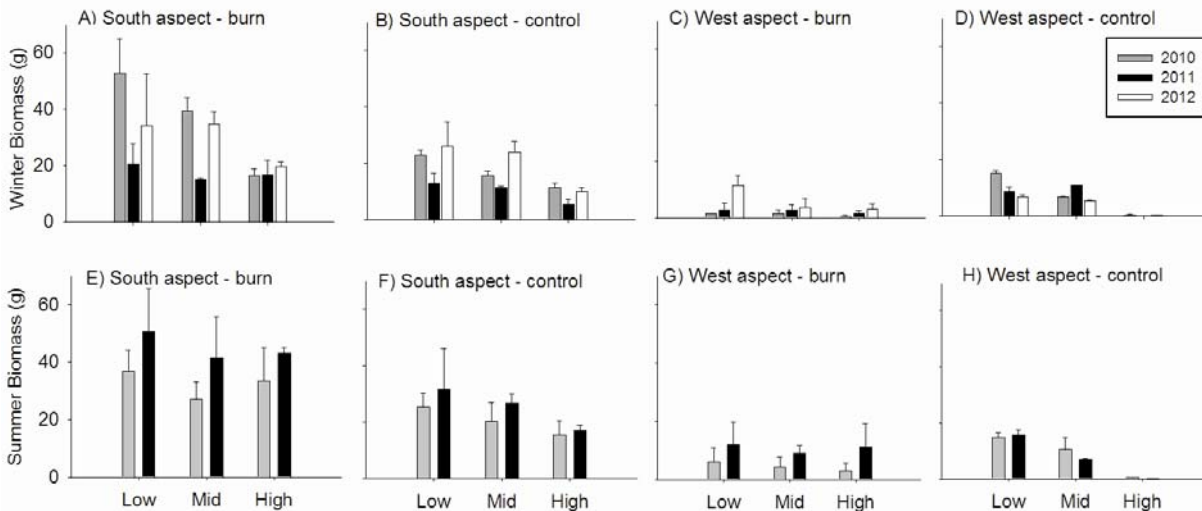 A) South aspect - burn
B) South aspect - control
C) West aspect - burn
D) West aspect - control
Winter Biomass (g)
60
40
20
0
2010
2011
2012
E) South aspect - burn
F) South aspect - control
G) West aspect - burn
H) West aspect - control
Summer Biomass (g)
60
40
20
0
Low Mid High
Low Mid High
Low Mid High
Low Mid High